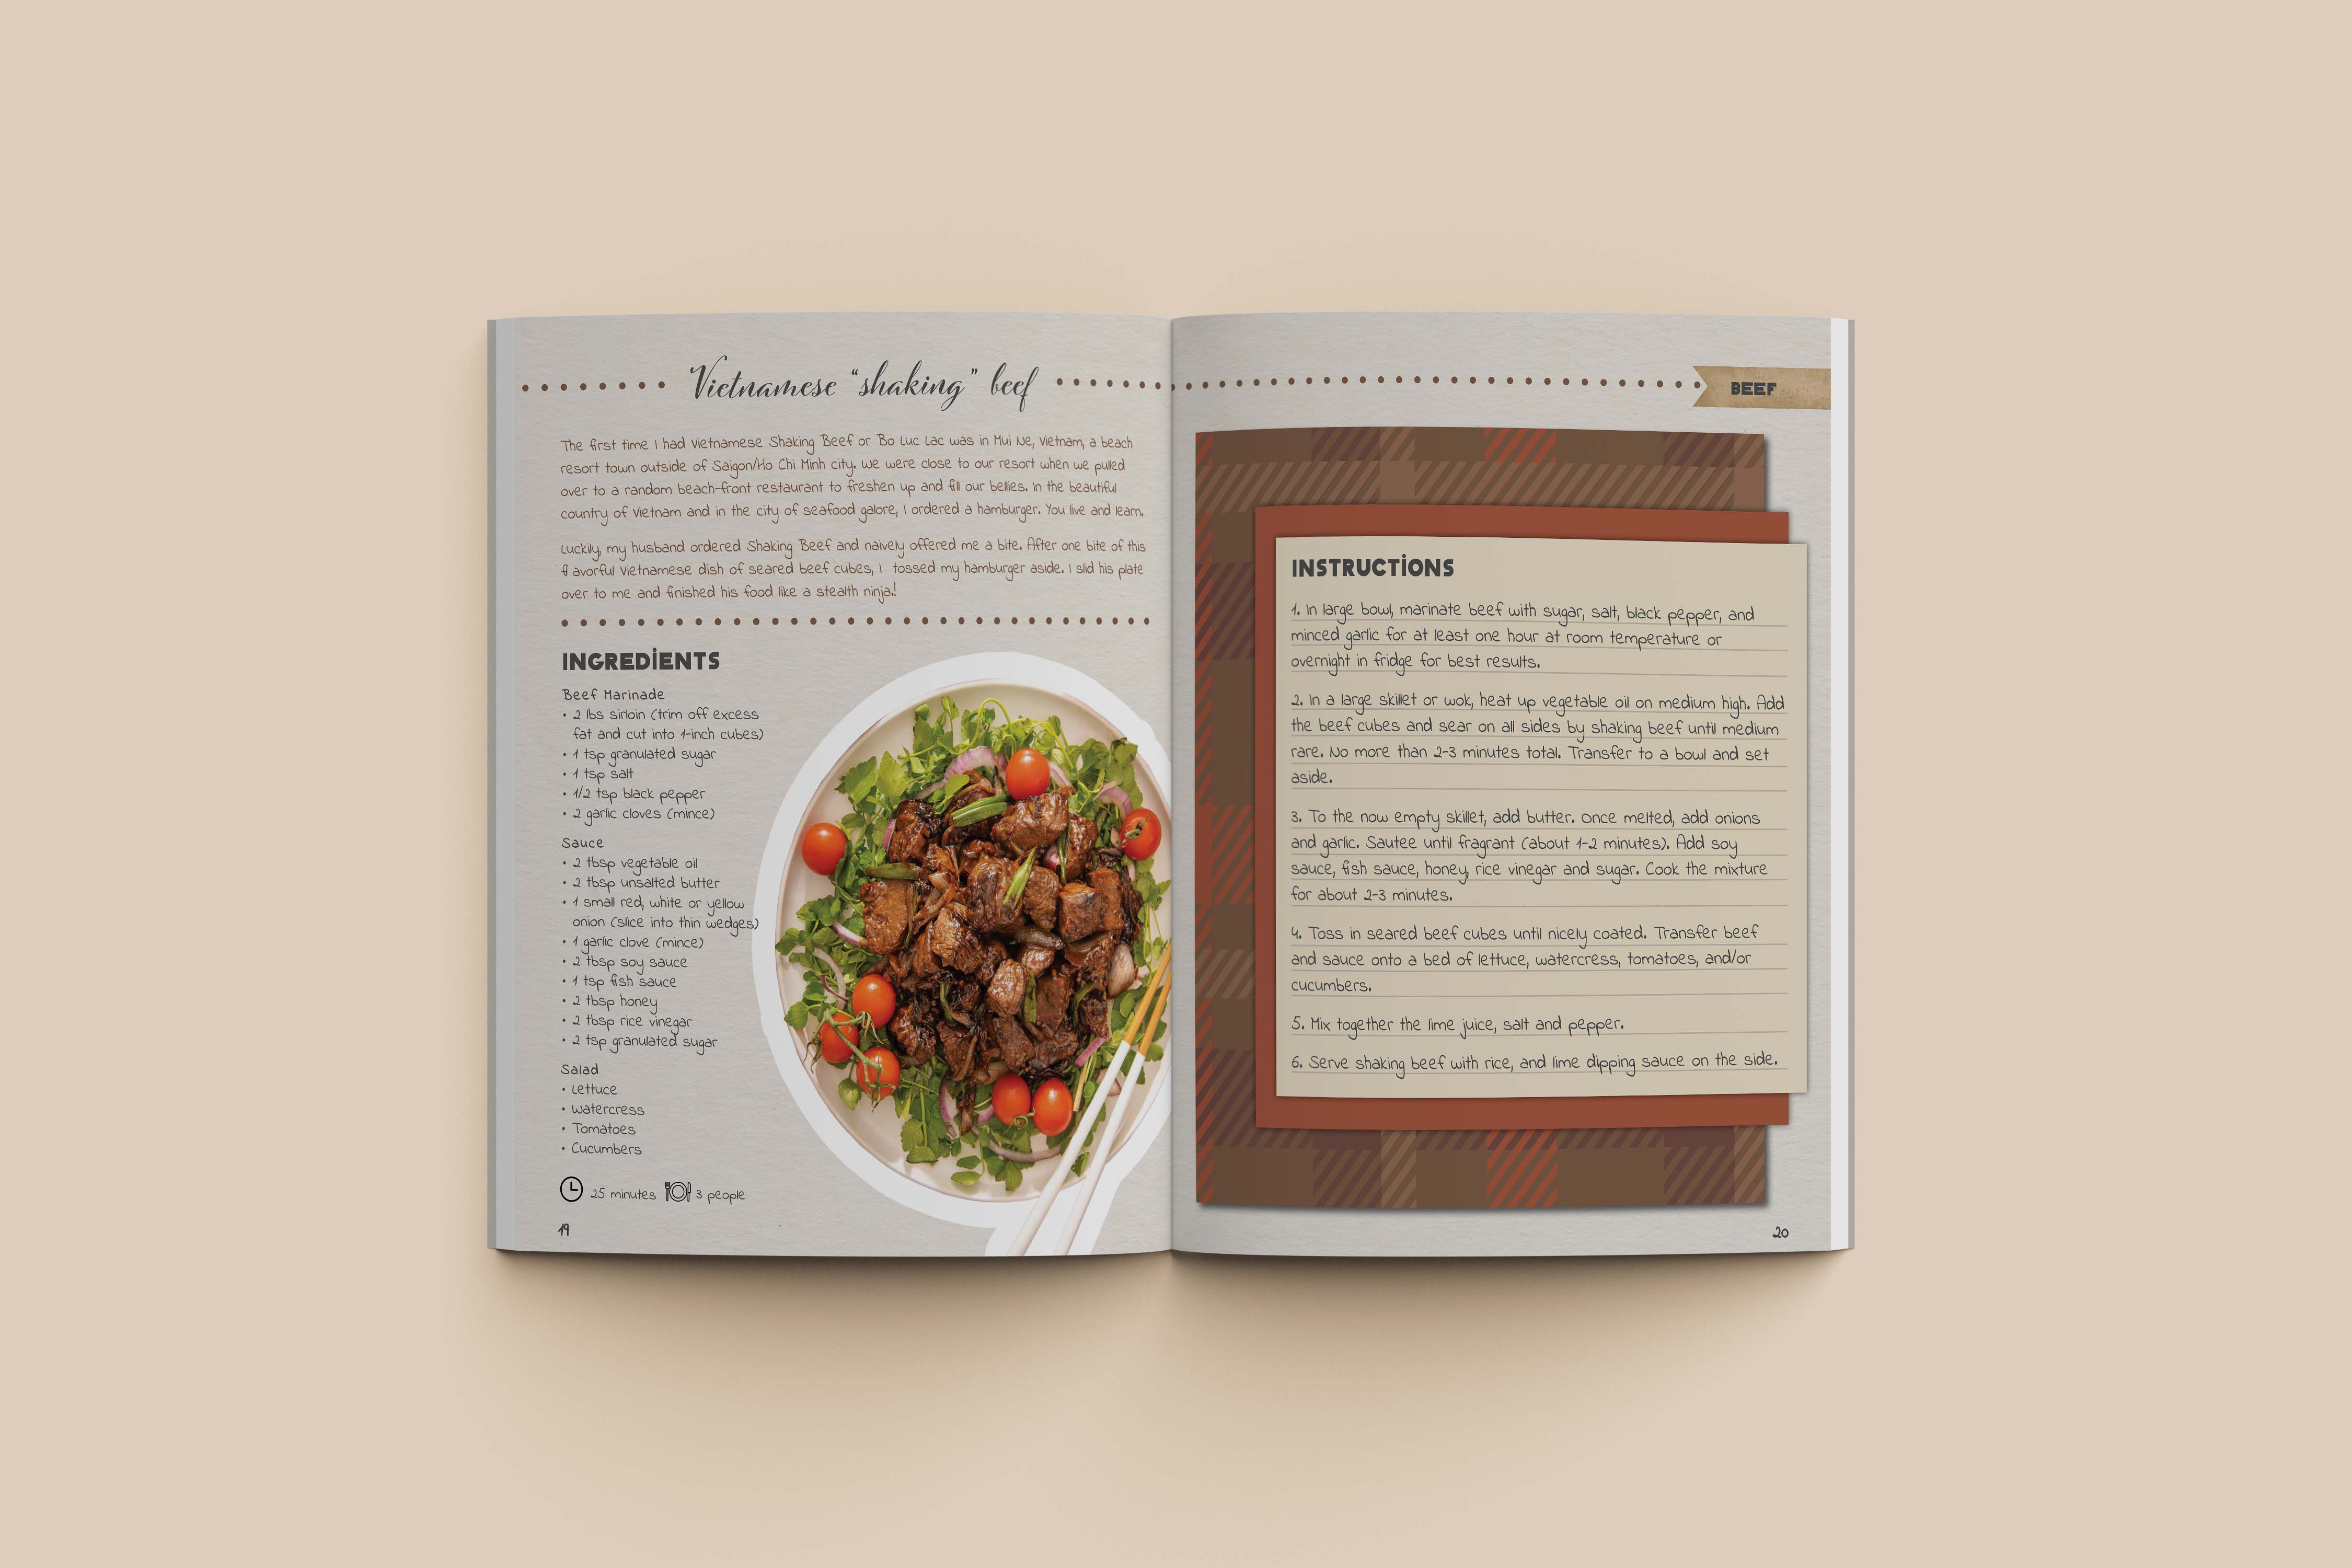 Vietnamese “shaking” beef
The first time I had Vietnamese Shaking Beef or Bo Luc Lac was in Mui Ne, Vietnam, a beach
resort town outside of Saigon/Ho Chi Minh city. We were close to our resort when we pulled
over to a random beach-front restaurant to freshen up and fill our bellies. In the beautiful
country of Vietnam and in the city of seafood galore, I ordered a hamburger. You live and learn.
Luckily, my husband ordered Shaking Beef and naively offered me a bite. After one bite of this
fl avorful Vietnamese dish of seared beef cubes, I tossed my hamburger aside. I slid his plate
over to me and finished his food like a stealth ninja.!
INGREDIENTS
Beef Marinade
• 2 lbs sirloin (trim off excess
fat and cut into 1-inch cubes)
• 1 tsp granulated sugar
• 1 tsp salt
• 1/2 tsp black pepper
• 2 garlic cloves (mince)
Sauce
• 2 tbsp vegetable oil
• 2 tbsp unsalted butter
• 1 small red, white or yellow
onion (slice into thin wedges)
• 1 garlic clove (mince)
• 2 tbsp soy sauce
• 1 tsp fish sauce
• 2 tbsp honey
• 2 tbsp rice vinegar
• 2 tsp granulated sugar
Salad
• Lettuce
• Watercress
• Tomatoes
• Cucumbers
25 minutes 3 people
19
BEEF
INSTRUCTIONS
1. In large bowl, marinate beef with sugar, salt, black pepper, and
minced garlic for at least one hour at room temperature or
overnight in fridge for best results.
2. In a large skillet or wok, heat up vegetable oil on medium high. Add
the beef cubes and sear on all sides by shaking beef until medium
rare. No more than 2-3 minutes total. Transfer to a bowl and set
aside.
3. To the now empty skillet, add butter. Once melted, add onions
and garlic. Sautee until fragrant (about 1-2 minutes). Add soy
sauce, fish sauce, honey, rice vinegar and sugar. Cook the mixture
for about 2-3 minutes.
4. Toss in seared beef cubes until nicely coated. Transfer beef
and sauce onto a bed of lettuce, watercress, tomatoes, and/or
cucumbers.
5. Mix together the lime juice, salt and pepper.
6. Serve shaking beef with rice, and lime dipping sauce on the side.
20